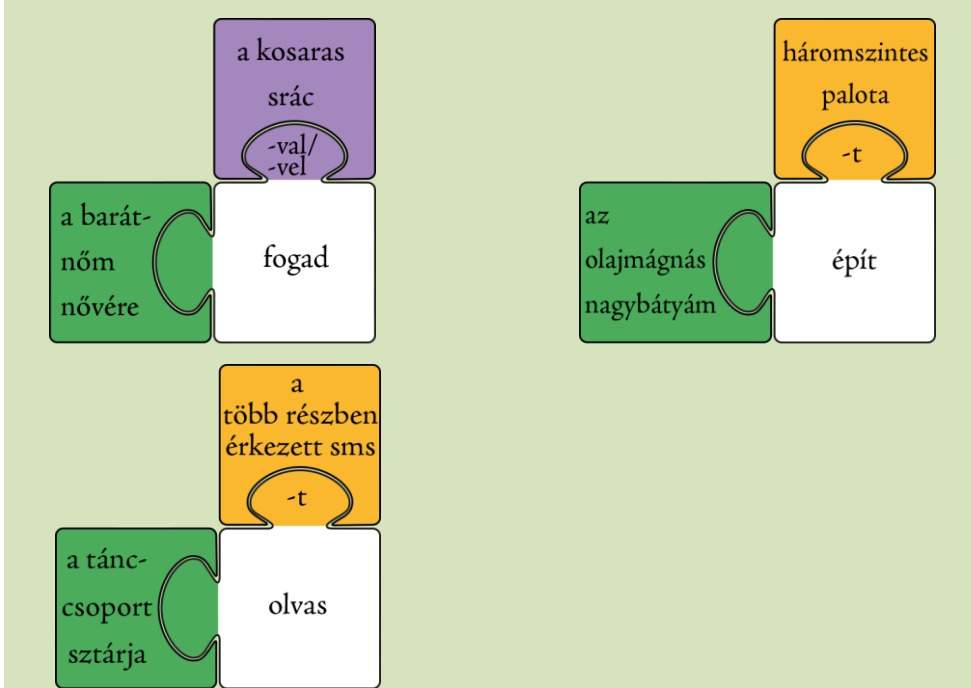 a kosaras
srác
-val/
-vel
a barát-
nőm
nővére
fogad
háromszintes
palota
-t
az
olajmágnás
nagybátyám
épít
a
több részben
érkezett sms
-t
a tánc-
csoport
sztárja
olvas